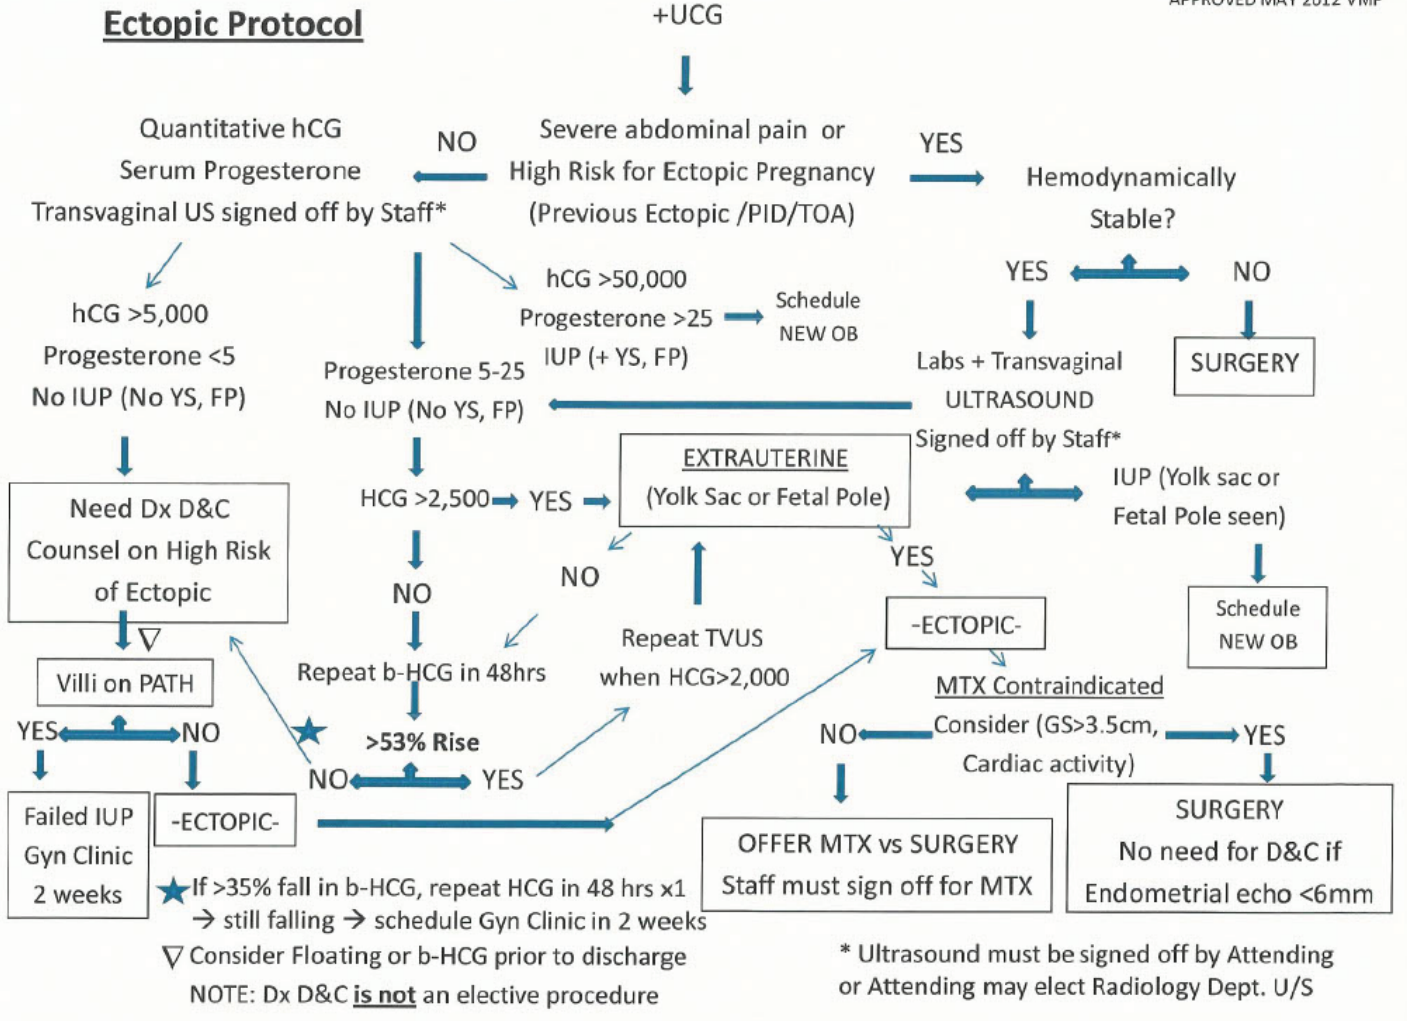 APPROVED MAY 2012 VMP
Ectopic Protocol
+UCG
Severe abdominal pain or
High Risk for Ectopic Pregnancy
(Previous Ectopic /PID/TOA)
NO
YES
Quantitative hCG
Serum Progesterone
Transvaginal US signed off by Staff*
Hemodynamically
Stable?
YES
NO
SURGERY
hCG >5,000
Progesterone <5
No IUP (No YS, FP)
Progesterone 5-25
No IUP (No YS, FP)
hCG >50,000
Progesterone >25
IUP (+ YS, FP)
Schedule
NEW OB
Labs + Transvaginal
ULTRASOUND
Signed off by Staff*
IUP (Yolk sac or
Fetal Pole seen)
Schedule
NEW OB
Need Dx D&C
Counsel on High Risk
of Ectopic
HCG >2,500
YES
EXTRAUTERINE
(Yolk Sac or Fetal Pole)
NO
NO
YES
-ECTOPIC-
Repeat TVUS
when HCG>2,000
Repeat b-HCG in 48hrs
>53% Rise
NO
YES
Villi on PATH
YES
NO
Failed IUP
Gyn Clinic
2 weeks
-ECTOPIC-
MTX Contraindicated
Consider (GS>3.5cm,
Cardiac activity)
NO
YES
OFFER MTX vs SURGERY
Staff must sign off for MTX
SURGERY
No need for D&C if
Endometrial echo <6mm
★If >35% fall in b-HCG, repeat HCG in 48 hrs x1
→ still falling → schedule Gyn Clinic in 2 weeks
▽ Consider Floating or b-HCG prior to discharge
NOTE: Dx D&C is not an elective procedure
* Ultrasound must be signed off by Attending
or Attending may elect Radiology Dept. U/S